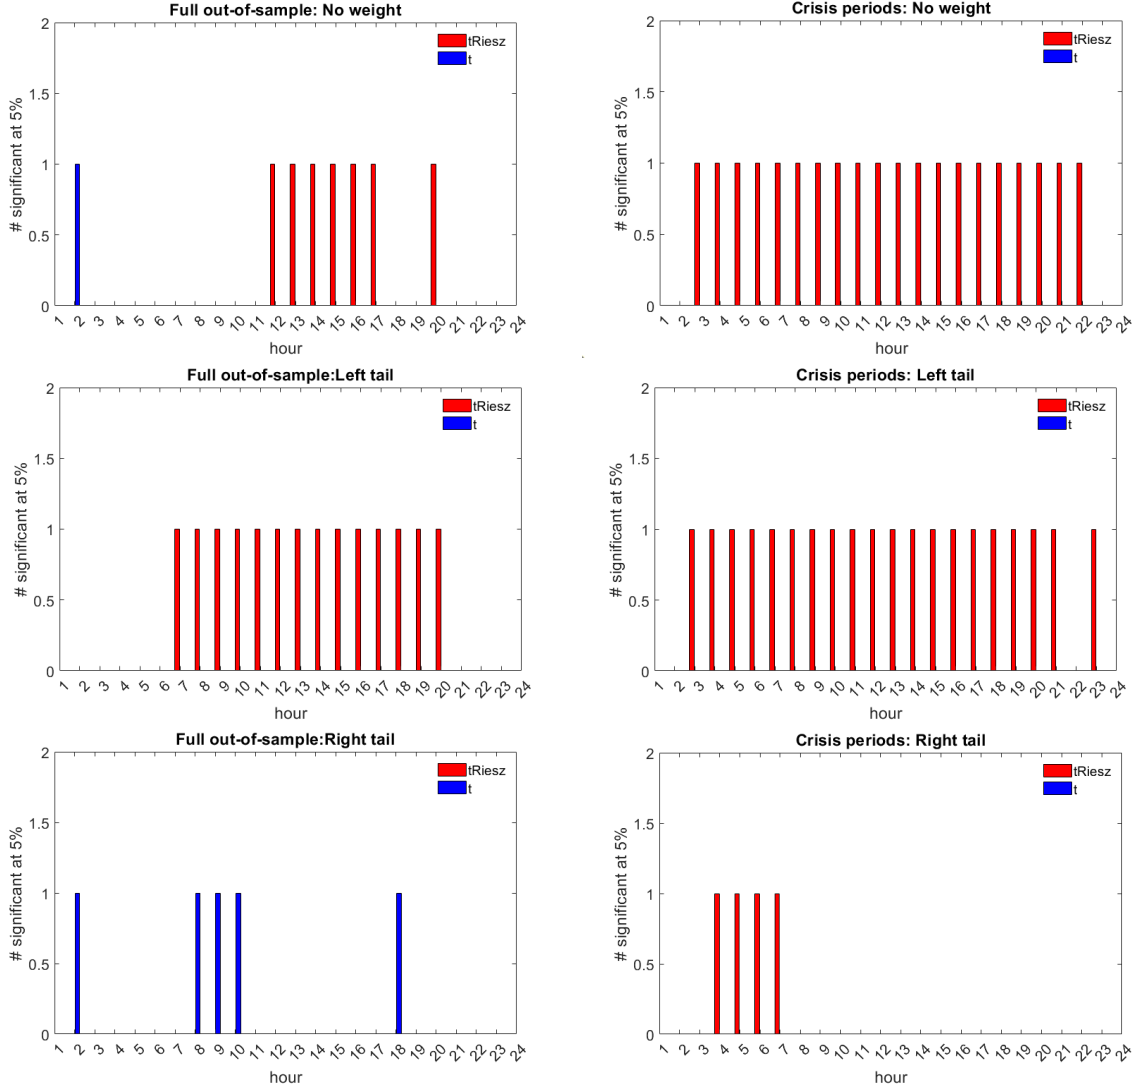 Full out-of-sample: No weight
# significant at 5%
2
1.5
1
0.5
0
tRiesz
t
1 2 3 4 5 6 7 8 9 10 11 12 13 14 15 16 17 18 19 20 21 22 23 24
hour
Crisis periods: No weight
# significant at 5%
2
1.5
1
0.5
0
tRiesz
t
1 2 3 4 5 6 7 8 9 10 11 12 13 14 15 16 17 18 19 20 21 22 23 24
hour
Full out-of-sample:Left tail
# significant at 5%
2
1.5
1
0.5
0
tRiesz
t
1 2 3 4 5 6 7 8 9 10 11 12 13 14 15 16 17 18 19 20 21 22 23 24
hour
Crisis periods: Left tail
# significant at 5%
2
1.5
1
0.5
0
tRiesz
t
1 2 3 4 5 6 7 8 9 10 11 12 13 14 15 16 17 18 19 20 21 22 23 24
hour
Full out-of-sample:Right tail
# significant at 5%
2
1.5
1
0.5
0
tRiesz
t
1 2 3 4 5 6 7 8 9 10 11 12 13 14 15 16 17 18 19 20 21 22 23 24
hour
Crisis periods: Right tail
# significant at 5%
2
1.5
1
0.5
0
tRiesz
t
1 2 3 4 5 6 7 8 9 10 11 12 13 14 15 16 17 18 19 20 21 22 23 24
hour